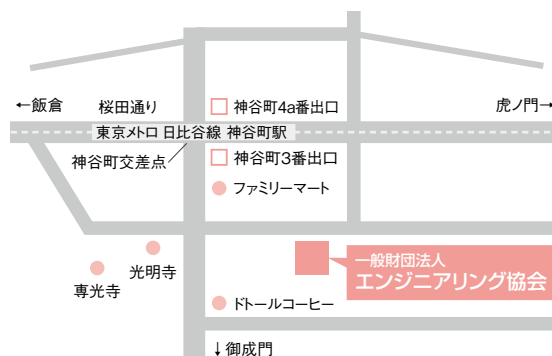 ←飯倉
桜田通り
神谷町4a番出口
虎ノ門→
東京メトロ 日比谷線 神谷町駅
神谷町交差点
神谷町3番出口
ファミリーマート
光明寺
専光寺
一般財団法人
エンジニアリング協会
ドトールコーヒー
↓御成門